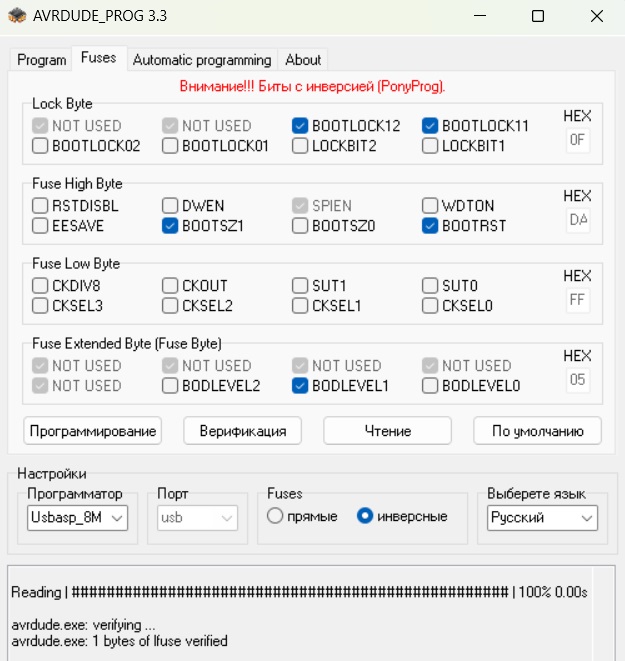 AVRDUDE_PROG 3.3
Program Fuses Automatic programming About
Внимание!!! Биты с инверсией (PonyProg).
Lock Byte
NOT USED NOT USED BOOTLOCK12 BOOTLOCK11 HEX
BOOTLOCK02 BOOTLOCK01 LOCKBIT2 LOCKBIT1 0F
Fuse High Byte
RSTDISBL DWEN SPIEN WDTON HEX
EESAVE BOOTSZ1 BOOTSZ0 BOOTRST DA
Fuse Low Byte
CKDIV8 CKOUT SUT1 SUT0 HEX
CKSEL3 CKSEL2 CKSEL1 CKSEL0 FF
Fuse Extended Byte (Fuse Byte)
NOT USED NOT USED NOT USED NOT USED HEX
NOT USED BODLEVEL2 BODLEVEL1 BODLEVEL0 05
Программирование Верификация Чтение По умолчанию
Настройки
Программатор Порт Fuses Выберете язык
Usbasp_8M usb прямые инверсные Русский
Reading | ################################################## | 100% 0.00s
avrdude.exe: verifying ...
avrdude.exe: 1 bytes of lfuse verified